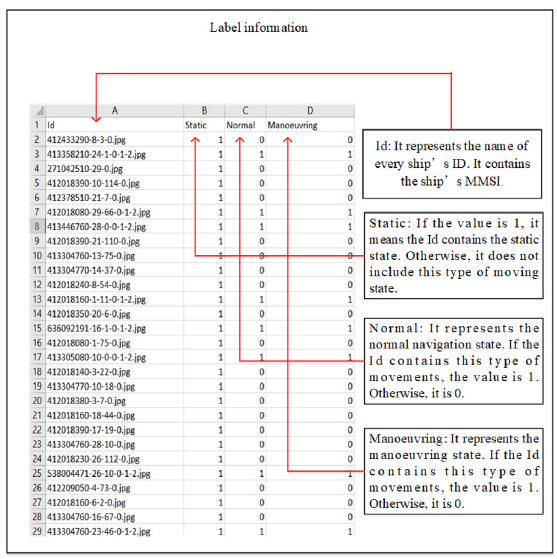 Label information
A B C D
1 Id Static Normal Manoeuvring
2 412433290-8-3-0.jpg 1 0 0
3 413358210-24-1-0-1-2.jpg 1 1 1
4 271042510-29-0.jpg 1 0 0
5 412018390-10-114-0.jpg 1 0 0
6 412378510-21-7-0.jpg 1 0 0
7 412018080-29-66-0-1-2.jpg 1 1 1
8 413446760-28-0-0-1-2.jpg 1 1 1
9 412018390-21-110-0.jpg 1 0 0
10 413304760-13-75-0.jpg 1 0 0
11 413304770-14-37-0.jpg 1 0 0
12 412018240-8-54-0.jpg 1 0 0
13 412018160-1-11-0-1-2.jpg 1 1 1
14 412018350-20-6-0.jpg 1 0 0
15 636092191-16-1-0-1-2.jpg 1 1 1
16 412018080-1-75-0.jpg 1 0 0
17 413305080-10-0-0-1-2.jpg 1 1 1
18 412018140-3-22-0.jpg 1 0 0
19 413304770-10-18-0.jpg 1 0 0
20 412018380-3-7-0.jpg 1 0 0
21 412018160-18-44-0.jpg 1 0 0
22 412018390-17-19-0.jpg 1 0 0
23 413304760-28-10-0.jpg 1 0 0
24 412018230-26-112-0.jpg 1 0 0
25 538004471-26-10-0-1-2.jpg 1 1 1
26 412209050-4-73-0.jpg 1 0 0
27 412018160-6-2-0.jpg 1 0 0
28 413304760-16-67-0.jpg 1 0 0
29 413304760-23-46-0-1-2.jpg 1 1 1
Id: It represents the name of
every ship's ID. It contains
the ship's MMSI.
Static: If the value is 1, it
means the Id contains the static
state. Otherwise, it does not
include this type of moving
state.
Normal: It represents the
normal navigation state. If the
Id contains this type of
movements, the value is 1.
Otherwise, it is 0.
Manoeuvring: It represents the
manoeuvring state. If the Id
contains this type of
movements, the value is 1.
Otherwise, it is 0.